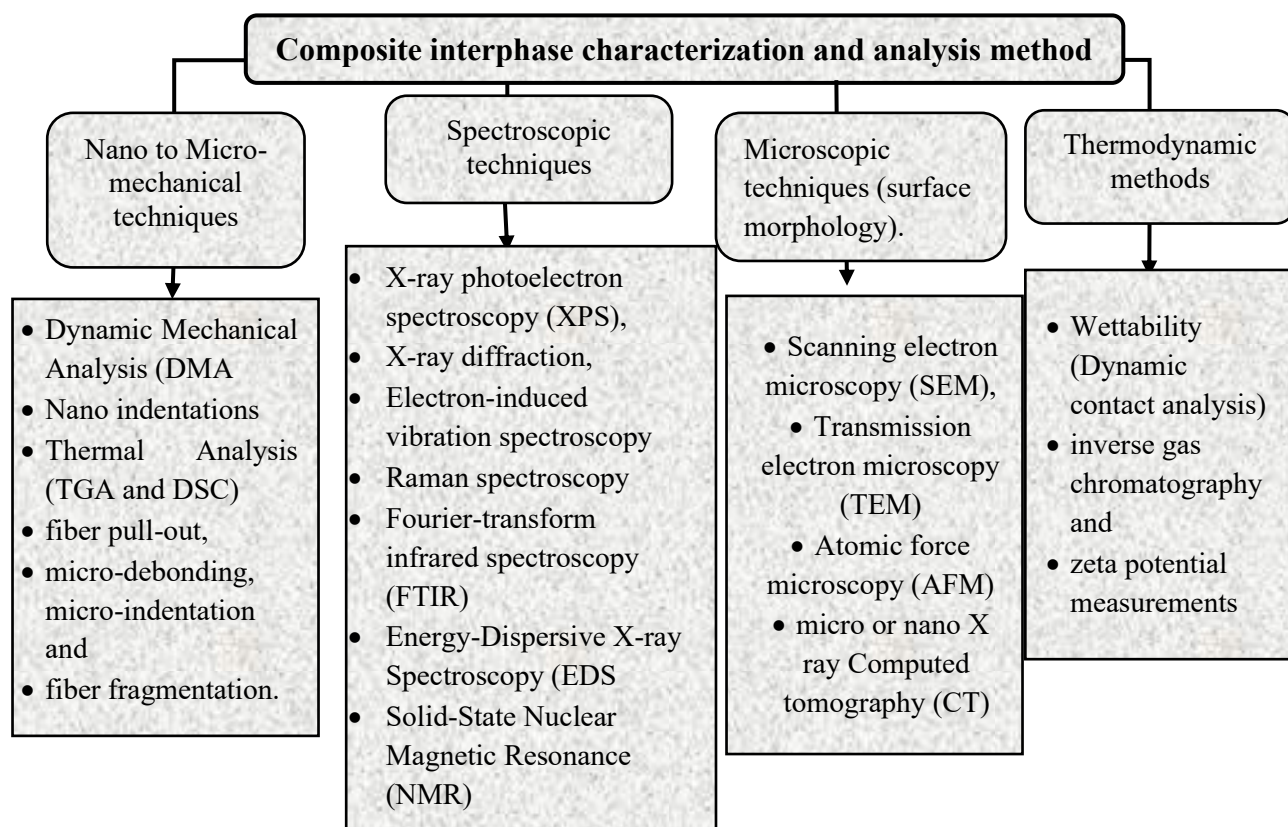 Composite interphase characterization and analysis method
Nano to Micro-
mechanical
techniques
Spectroscopic
techniques
Microscopic
techniques (surface
morphology).
Thermodynamic
methods
• Dynamic Mechanical
Analysis (DMA
• Nano indentations
• Thermal Analysis
(TGA and DSC)
• fiber pull-out,
• micro-debonding,
micro-indentation
and
• fiber fragmentation.
• X-ray photoelectron
spectroscopy (XPS),
• X-ray diffraction,
• Electron-induced
vibration spectroscopy
• Raman spectroscopy
• Fourier-transform
infrared spectroscopy
(FTIR)
• Energy-Dispersive X-ray
Spectroscopy (EDS
• Solid-State Nuclear
Magnetic Resonance
(NMR)
• Scanning electron
microscopy (SEM),
• Transmission
electron microscopy
(TEM)
• Atomic force
microscopy (AFM)
• micro or nano X
ray Computed
tomography (CT)
• Wettability
(Dynamic
contact analysis)
• inverse gas
chromatography
and
• zeta potential
measurements